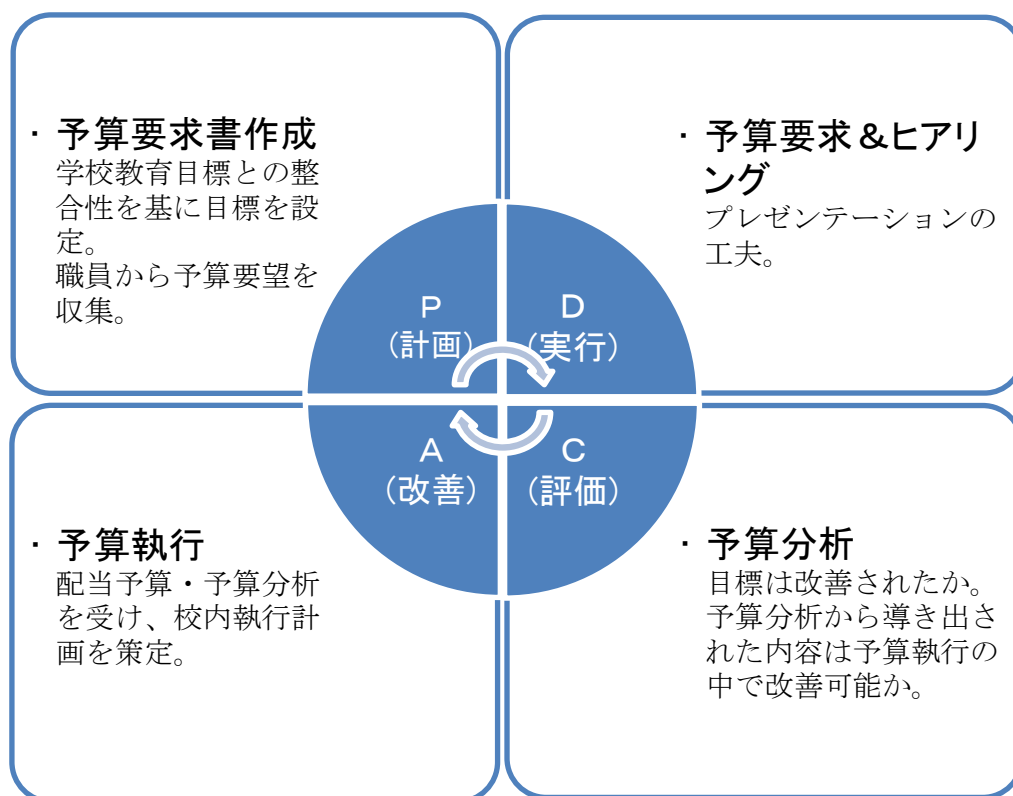 ・予算要求書作成
学校教育目標との整
合性を基に目標を設
定。
職員から予算要望を
収集。
・予算要求&ヒアリ
ング
プレゼンテーションの
工夫。
P
(計画)
D
(実行)
A
(改善)
C
(評価)
・予算執行
配当予算・予算分析
を受け、校内執行計
画を策定。
・予算分析
目標は改善されたか。
予算分析から導き出さ
れた内容は予算執行の
中で改善可能か。